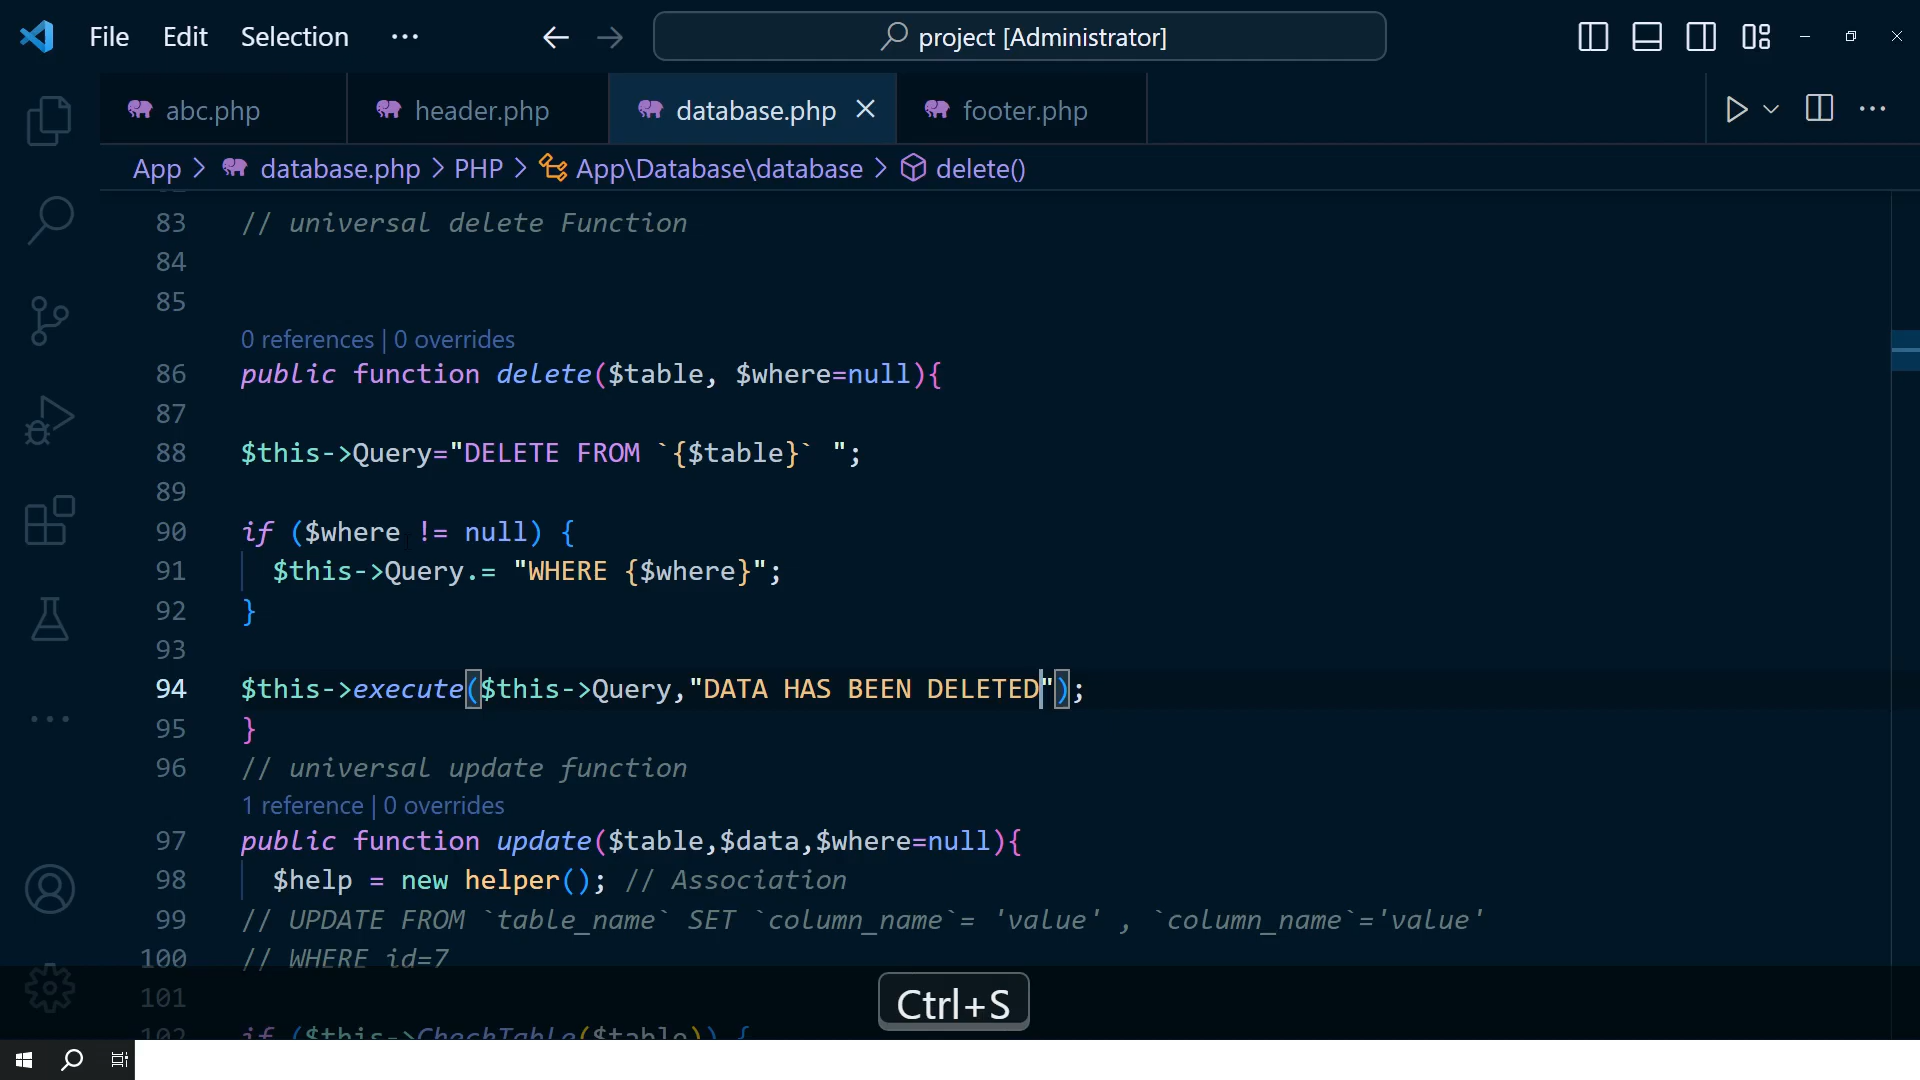 File Edit Selection ··· project [Administrator]
abc.php header.php database.php footer.php
App > database.php > PHP > App\Database\database > delete()
83 // universal delete Function
84
85
0 references | 0 overrides
86 public function delete($table, $where=null){
87
88 $this->Query="DELETE FROM `{$table}` ";
89
90 if ($where != null) {
91 $this->Query.= "WHERE {$where}";
92 }
93
94 $this->execute($this->Query,"DATA HAS BEEN DELETED");
95 }
96 // universal update function
1 reference | 0 overrides
97 public function update($table,$data,$where=null){
98 $help = new helper(); // Association
99 // UPDATE FROM `table_name` SET `column_name`= 'value' , `column_name`='value'
100 // WHERE id=7
101
102 if ($this->ChechTable($table)) {
Ctrl+S